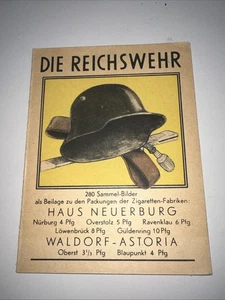 DIE REICHSWEHR
280 Sammel-Bilder
als Beilage zu den Packungen der Zigaretten-Fabriken:
HAUS NEUERBURG
Nürburg 4 Pfg Overstolz 5 Pfg Ravenklau 6 Pfg
Löwenbrück 8 Pfg Güldenring 10 Pfg
WALDORF-ASTORIA
Oberst 3⅓ Pfg Blaupunkt 4 Pfg